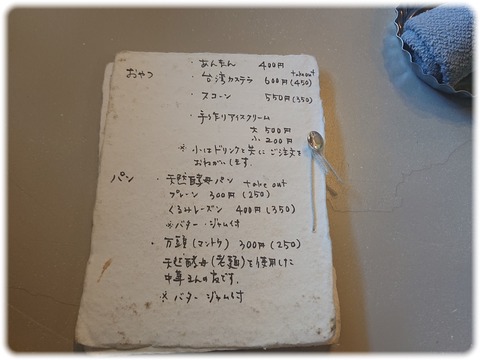 おやつ ・あんまん 400円
take out
・台湾カステラ 600円(450)
・スコーン 550円(350)
・手作りアイスクリーム
大 500円
小 200円
※小はドリンクと共にご注文を
おねがいします。
パン ・天然酵母パン take out
プレーン 300円(250)
くるみレーズン 400円(350)
※バター・ジャム付
・万頭(マントウ) 300円(250)
天然酵母(老麺)を使用した
中華まんの皮です。
※バター ジャム付